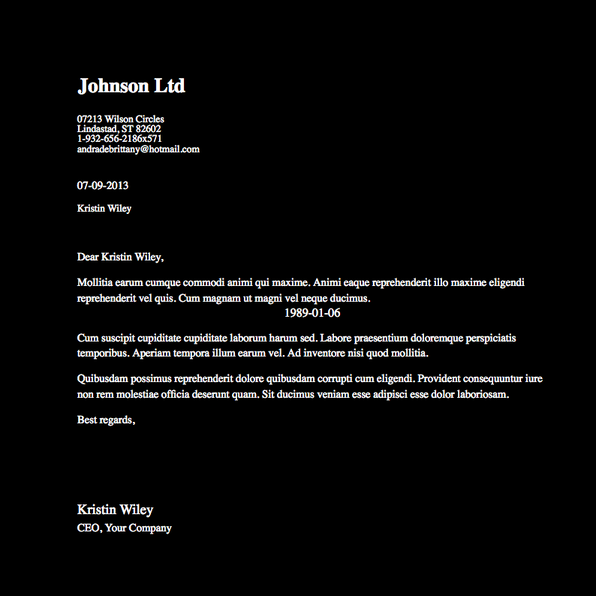 Johnson Ltd
07213 Wilson Circles
Lindastad, ST 82602
1-932-656-2186x571
andradebrittany@hotmail.com
07-09-2013
Kristin Wiley
Dear Kristin Wiley,
Mollitia earum cumque commodi animi qui maxime. Animi eaque reprehenderit illo maxime eligendi
reprehenderit vel quis. Cum magnam ut magni vel neque ducimus.
1989-01-06
Cum suscipit cupiditate cupiditate laborum harum sed. Labore praesentium doloremque perspiciatis
temporibus. Aperiam tempora illum earum vel. Ad inventore nisi quod mollitia.
Quibusdam possimus reprehenderit dolore quibusdam corrupti cum eligendi. Provident consequuntur iure
non rem molestiae officia deserunt quam. Sit ducimus veniam esse adipisci esse dolor laboriosam.
Best regards,
Kristin Wiley
CEO, Your Company